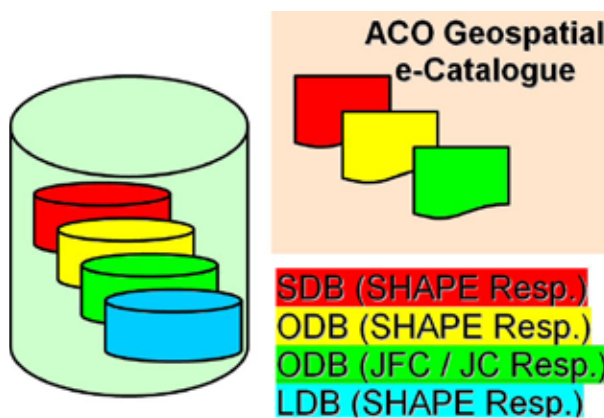 ACO Geospatial
e-Catalogue
SDB (SHAPE Resp.)
ODB (SHAPE Resp.)
ODB (JFC / JC Resp.)
LDB (SHAPE Resp.)